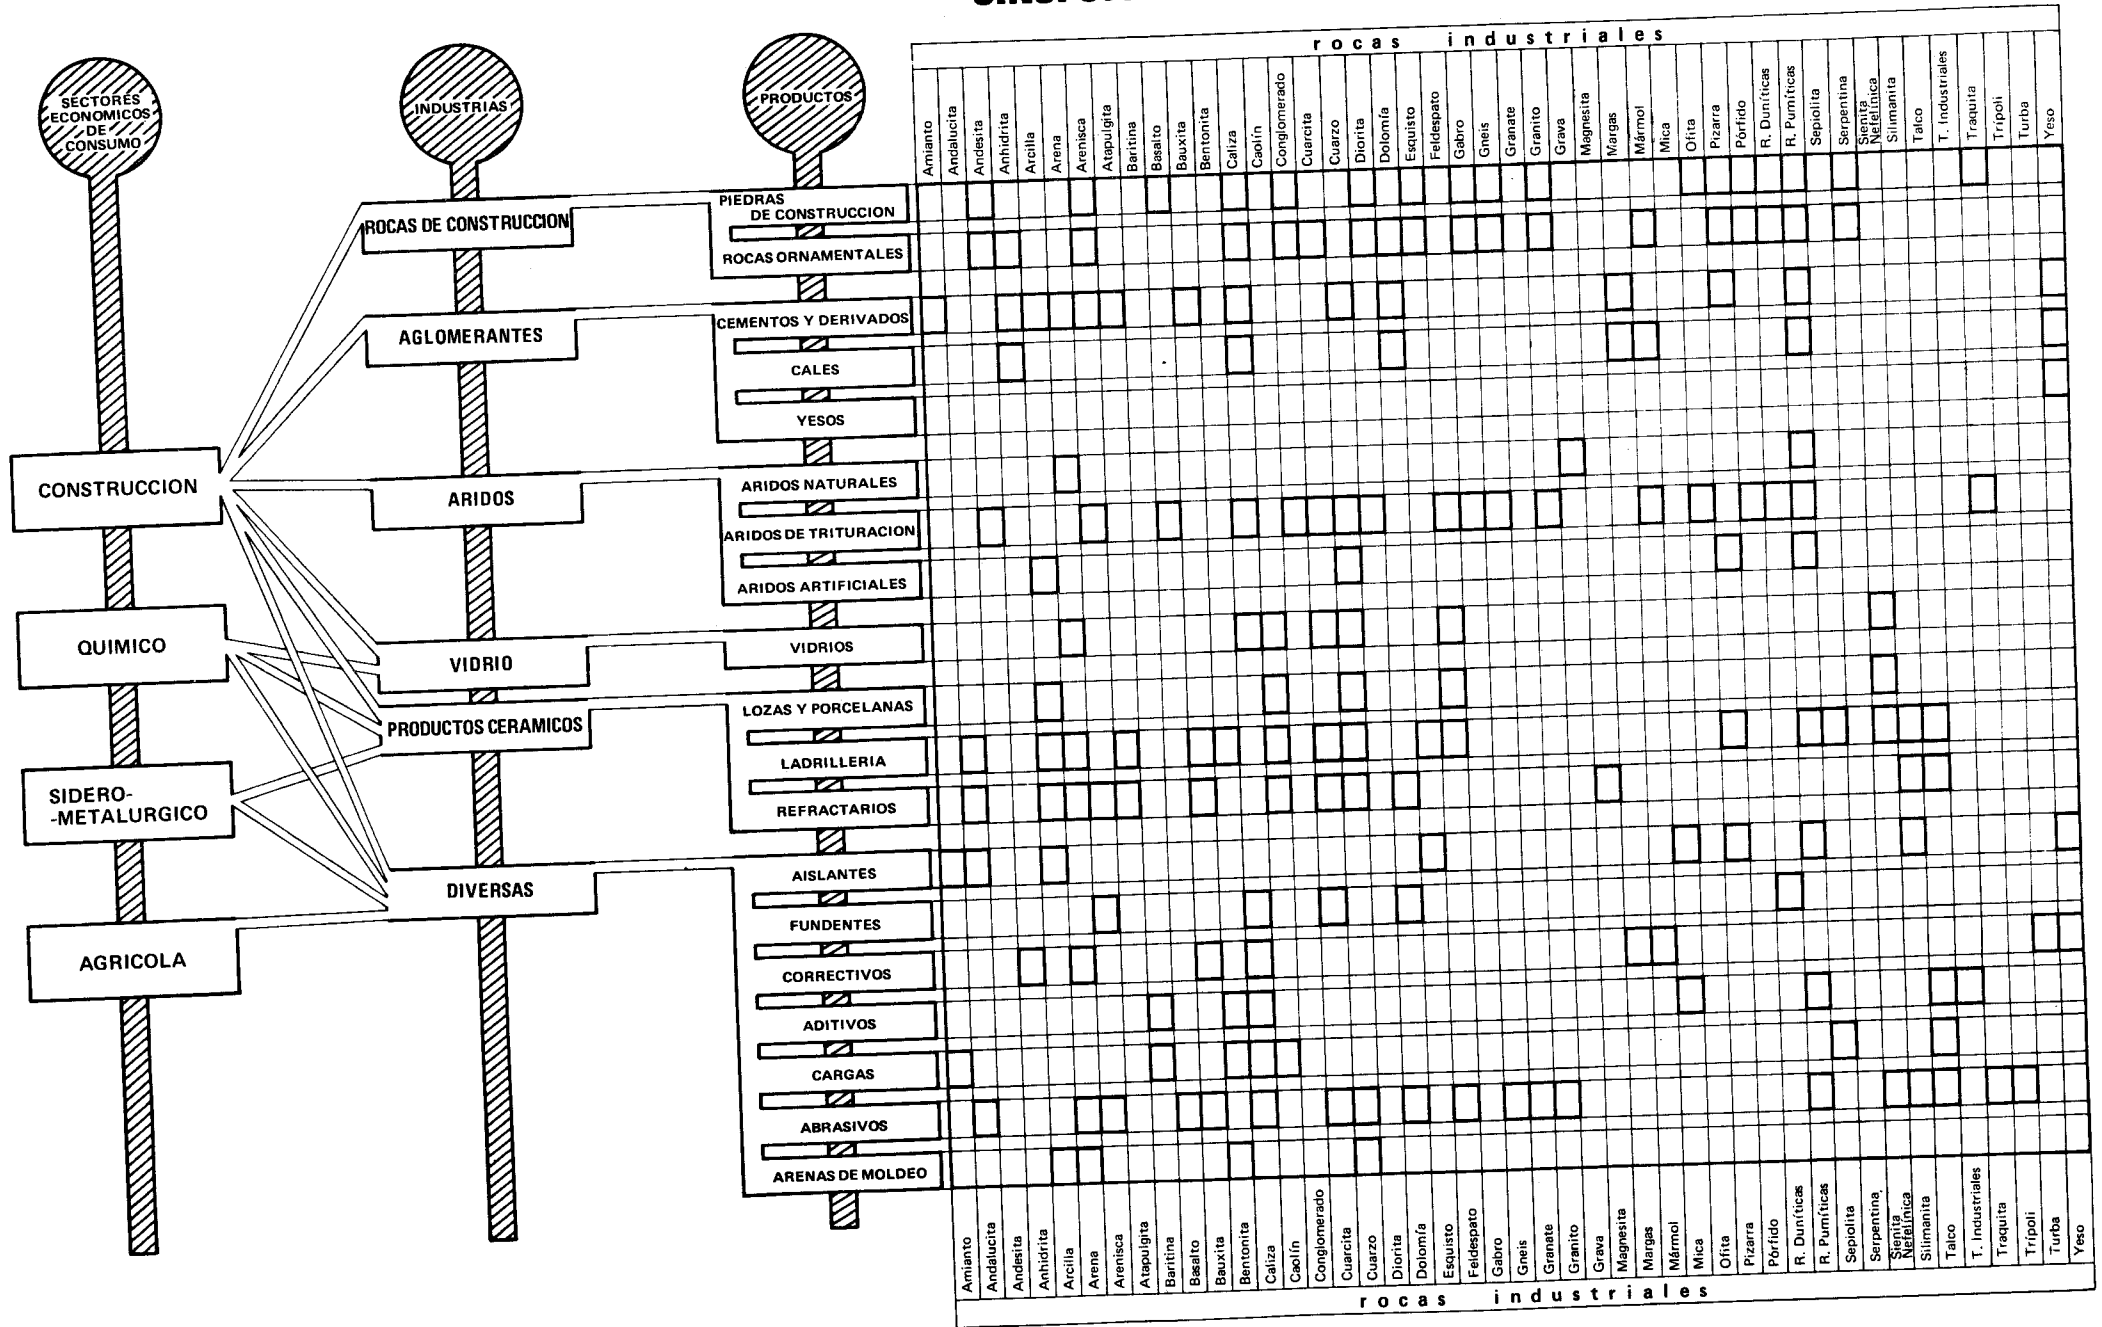 rocas industriales
SECTORES
ECONOMICOS
DE
CONSUMO
INDUSTRIAS
PRODUCTOS
Amianto
Andalucita
Andesita
Anhidrita
Arcilla
Arena
Arenisca
Atapulgita
Baritina
Basalto
Bauxita
Bentonita
Caliza
Caolín
Conglomerado
Cuarcita
Cuarzo
Diorita
Dolomía
Esquisto
Feldespato
Gabro
Gneis
Granate
Granito
Grava
Magnesita
Margas
Mármol
Mica
Ofita
Pizarra
Pórfido
R. Duníticas
R. Pumíticas
Sepiolita
Serpentina
Sienita
Nefelínica
Silimanita
Talco
T. Industriales
Traquita
Trípoli
Turba
Yeso
ROCAS DE CONSTRUCCION
PIEDRAS
DE CONSTRUCCION
ROCAS ORNAMENTALES
AGLOMERANTES
CEMENTOS Y DERIVADOS
CALES
YESOS
CONSTRUCCION
ARIDOS
ARIDOS NATURALES
ARIDOS DE TRITURACION
ARIDOS ARTIFICIALES
QUIMICO
VIDRIO
VIDRIOS
PRODUCTOS CERAMICOS
LOZAS Y PORCELANAS
LADRILLERIA
REFRACTARIOS
SIDERO-
-METALURGICO
DIVERSAS
AISLANTES
FUNDENTES
CORRECTIVOS
ADITIVOS
CARGAS
ABRASIVOS
ARENAS DE MOLDEO
AGRICOLA
Amianto
Andalucita
Andesita
Anhidrita
Arcilla
Arena
Arenisca
Atapulgita
Baritina
Basalto
Bauxita
Bentonita
Caliza
Caolín
Conglomerado
Cuarcita
Cuarzo
Diorita
Dolomía
Esquisto
Feldespato
Gabro
Gneis
Granate
Granito
Grava
Magnesita
Margas
Mármol
Mica
Ofita
Pizarra
Pórfido
R. Duníticas
R. Pumíticas
Sepiolita
Serpentina
Sienita
Nefelínica
Silimanita
Talco
T. Industriales
Traquita
Trípoli
Turba
Yeso
rocas industriales